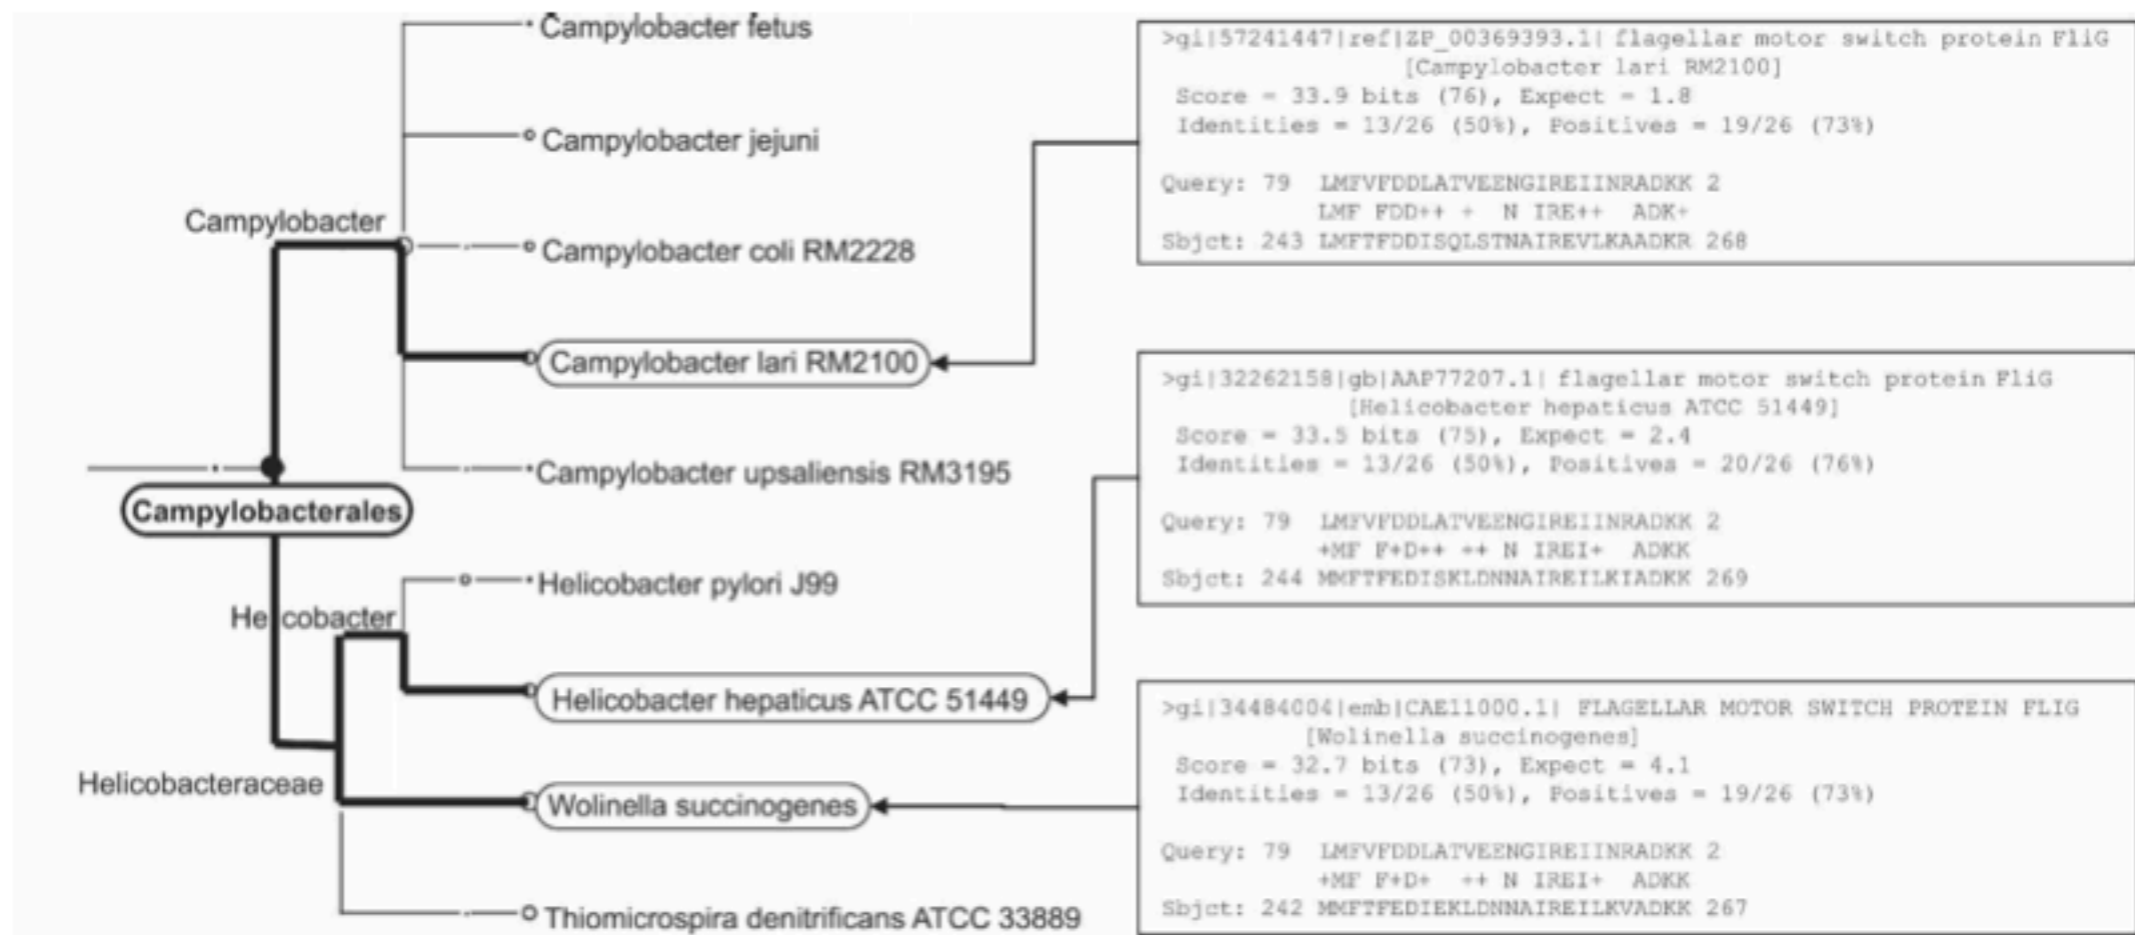 Campylobacter fetus
Campylobacter jejuni
Campylobacter
Campylobacter coli RM2228
Campylobacter lari RM2100
Campylobacter upsaliensis RM3195
Campylobacterales
Helicobacter pylori J99
Helicobacter
Helicobacter hepaticus ATCC 51449
Helicobacteraceae
Wolinella succinogenes
Thiomicrospira denitrificans ATCC 33889
>gi|57241447|ref|ZP_00369393.1| flagellar motor switch protein FliG
[Campylobacter lari RM2100]
Score = 33.9 bits (76), Expect = 1.8
Identities = 13/26 (50%), Positives = 19/26 (73%)
Query: 79 LMFVFDDLATVEENGIREIINRADKK 2
LMF FDD++ + N IRE++ ADK+
Sbjct: 243 LMFTFDDISQLSTNAIREVLKAADKR 268
>gi|32262158|gb|AAP77207.1| flagellar motor switch protein FliG
[Helicobacter hepaticus ATCC 51449]
Score = 33.5 bits (75), Expect = 2.4
Identities = 13/26 (50%), Positives = 20/26 (76%)
Query: 79 LMFVFDDLATVEENGIREIINRADKK 2
+MF F+D++ ++ N IREI+ ADKK
Sbjct: 244 MMFTFEDISKLDNNAIREILKIADKK 269
>gi|34484004|emb|CAE11000.1| FLAGELLAR MOTOR SWITCH PROTEIN FLIG
[Wolinella succinogenes]
Score = 32.7 bits (73), Expect = 4.1
Identities = 13/26 (50%), Positives = 19/26 (73%)
Query: 79 LMFVFDDLATVEENGIREIINRADKK 2
+MF F+D+ ++ N IREI+ ADKK
Sbjct: 242 MMFTFEDIEKLDNNAIREILKVADKK 267